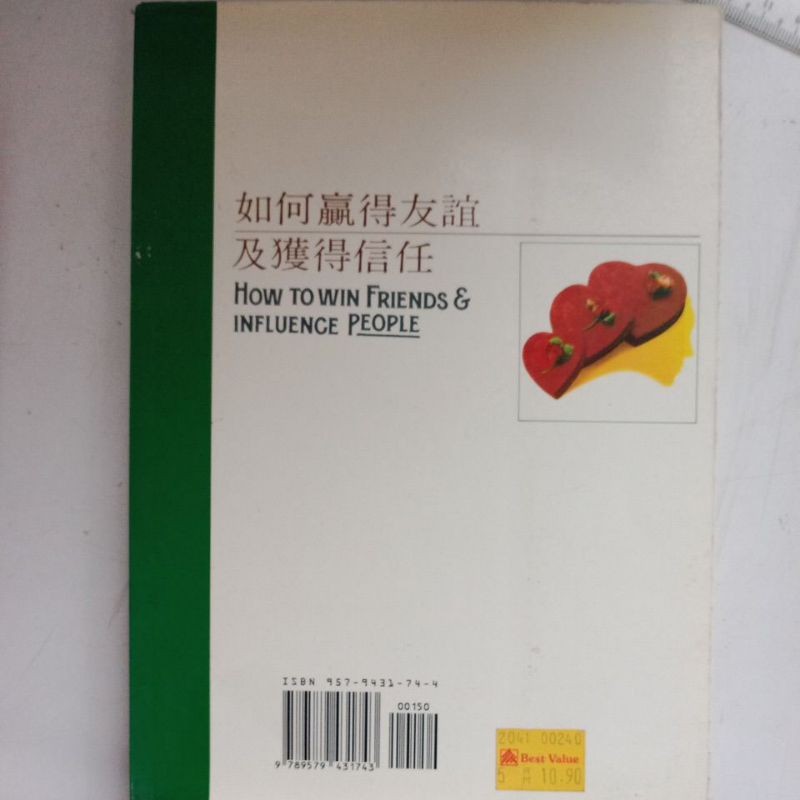 如何贏得友誼
及獲得信任
HOW TO WIN FRIENDS &
INFLUENCE PEOPLE
ISBN 957-9431-74-4
00150
9 789579 431743
2041 00240
Best Value
10.90